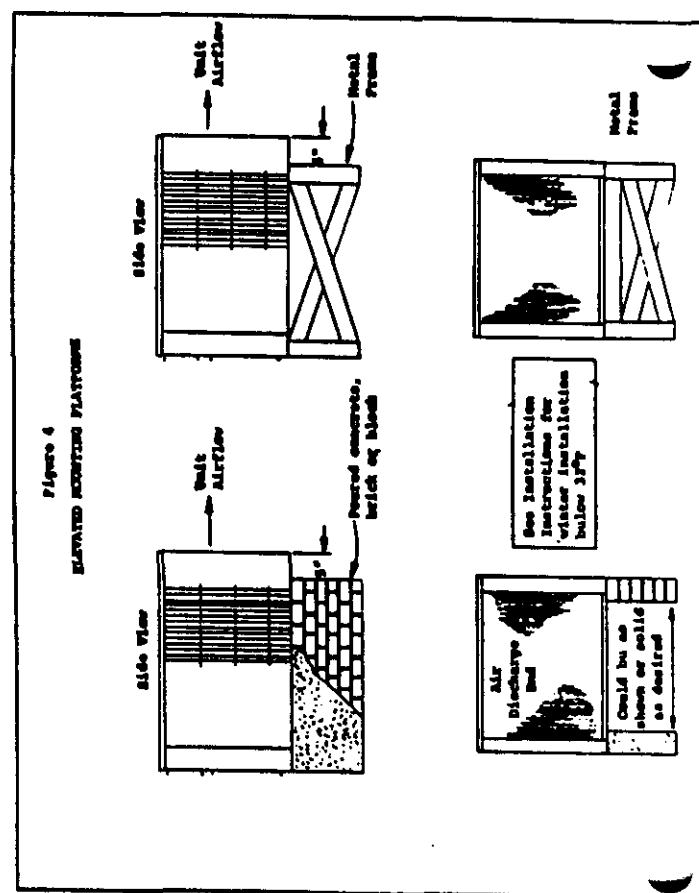 Figure 4
ELEVATED MOUNTING PLATFORMS
Side View
Unit
Airflow
Poured concrete,
brick or block
Side View
Unit
Airflow
Metal
Frame
Air
Discharge
End
Could be as
shown or solid
as desired
See Installation
Instructions for
winter installation
below 32°F
Metal
Frame